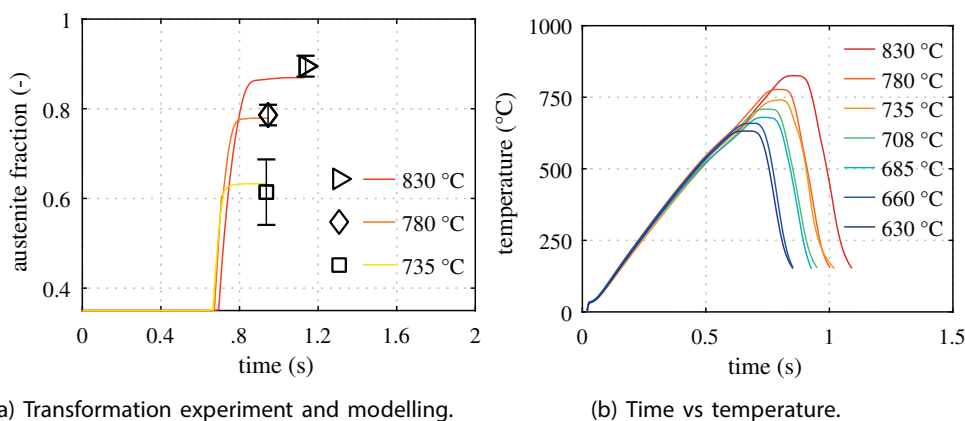 1
0.8
0.6
0.4
austenite fraction (-)
830 °C
780 °C
735 °C
0
0.4
.8
1.2
1.6
2
time (s)
a) Transformation experiment and modelling.
1000
750
500
250
0
temperature (°C)
830 °C
780 °C
735 °C
708 °C
685 °C
660 °C
630 °C
0
0.5
1
1.5
time (s)
(b) Time vs temperature.